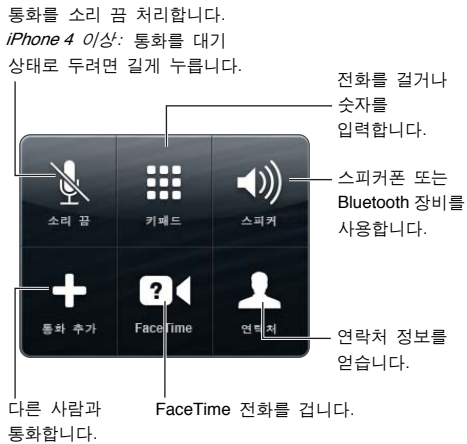 통화를 소리 끔 처리합니다.
iPhone 4 이상: 통화를 대기
상태로 두려면 길게 누릅니다.
전화를 걸거나
숫자를
입력합니다.
소리 끔
키패드
스피커
스피커폰 또는
Bluetooth 장비를
사용합니다.
통화 추가
FaceTime
연락처
연락처 정보를
얻습니다.
다른 사람과
통화합니다.
FaceTime 전화를 겁니다.